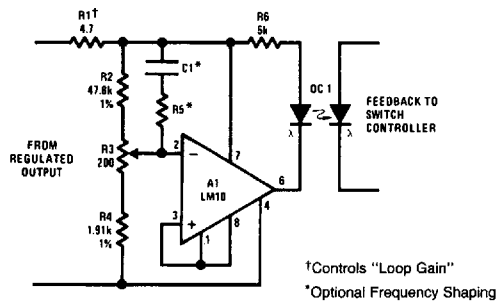 R1†
4.7
R6
5k
C1*
R2
47.8k
1%
OC 1
R5*
FEEDBACK TO
SWITCH
CONTROLLER
λ
λ
FROM
REGULATED
OUTPUT
R3
200
2
−
7
A1
LM10
6
4
3
+
1
8
R4
1.91k
1%
†Controls "Loop Gain"
*Optional Frequency Shaping